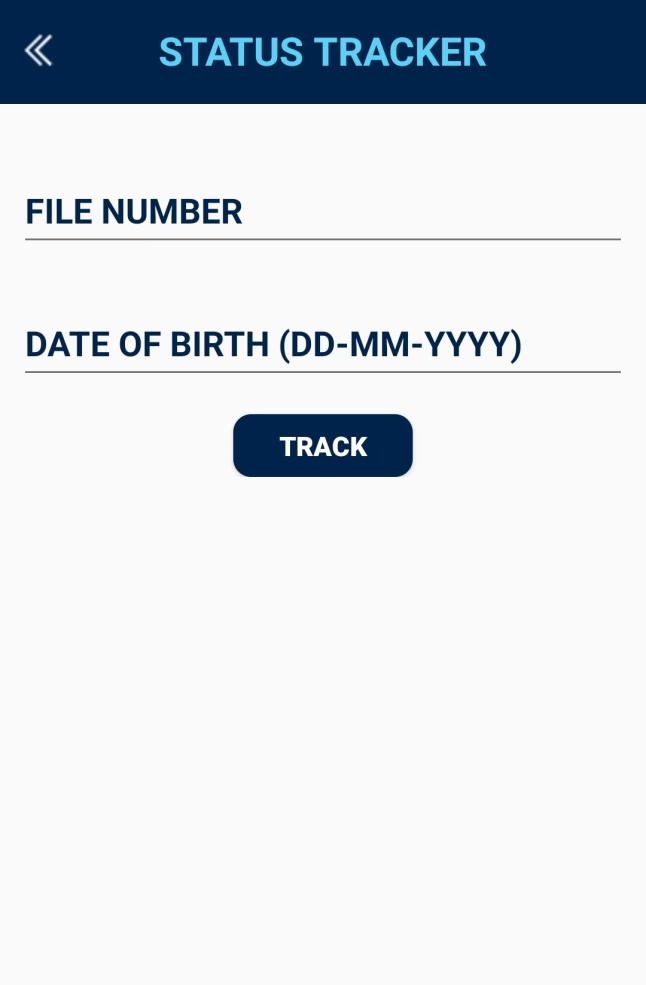 STATUS TRACKER
FILE NUMBER
DATE OF BIRTH (DD-MM-YYYY)
TRACK